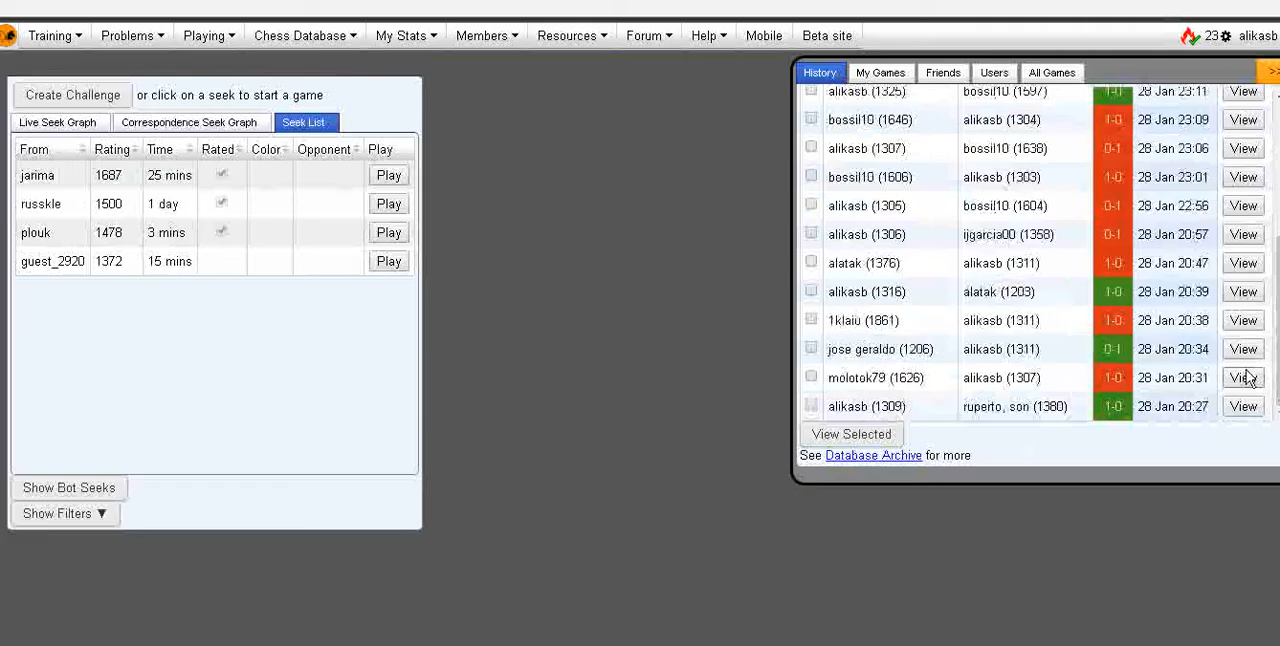 Training Problems Playing Chess Database My Stats Members Resources Forum Help Mobile Beta site 23 alikasb
Create Challenge or click on a seek to start a game
Live Seek Graph Correspondence Seek Graph Seek List
From Rating Time Rated Color Opponent Play
jarima 1687 25 mins Play
russkle 1500 1 day Play
plouk 1478 3 mins Play
guest_2920 1372 15 mins Play
Show Bot Seeks
Show Filters ▼
History My Games Friends Users All Games >>
alikasb (1325) bossil10 (1597) 1-0 28 Jan 23:11 View
bossil10 (1646) alikasb (1304) 1-0 28 Jan 23:09 View
alikasb (1307) bossil10 (1638) 0-1 28 Jan 23:06 View
bossil10 (1606) alikasb (1303) 1-0 28 Jan 23:01 View
alikasb (1305) bossil10 (1604) 0-1 28 Jan 22:56 View
alikasb (1306) ijgarcia00 (1358) 0-1 28 Jan 20:57 View
alatak (1376) alikasb (1311) 1-0 28 Jan 20:47 View
alikasb (1316) alatak (1203) 1-0 28 Jan 20:39 View
1klaiu (1861) alikasb (1311) 1-0 28 Jan 20:38 View
jose geraldo (1206) alikasb (1311) 0-1 28 Jan 20:34 View
molotok79 (1626) alikasb (1307) 1-0 28 Jan 20:31 View
alikasb (1309) ruperto, son (1380) 1-0 28 Jan 20:27 View
View Selected
See Database Archive for more